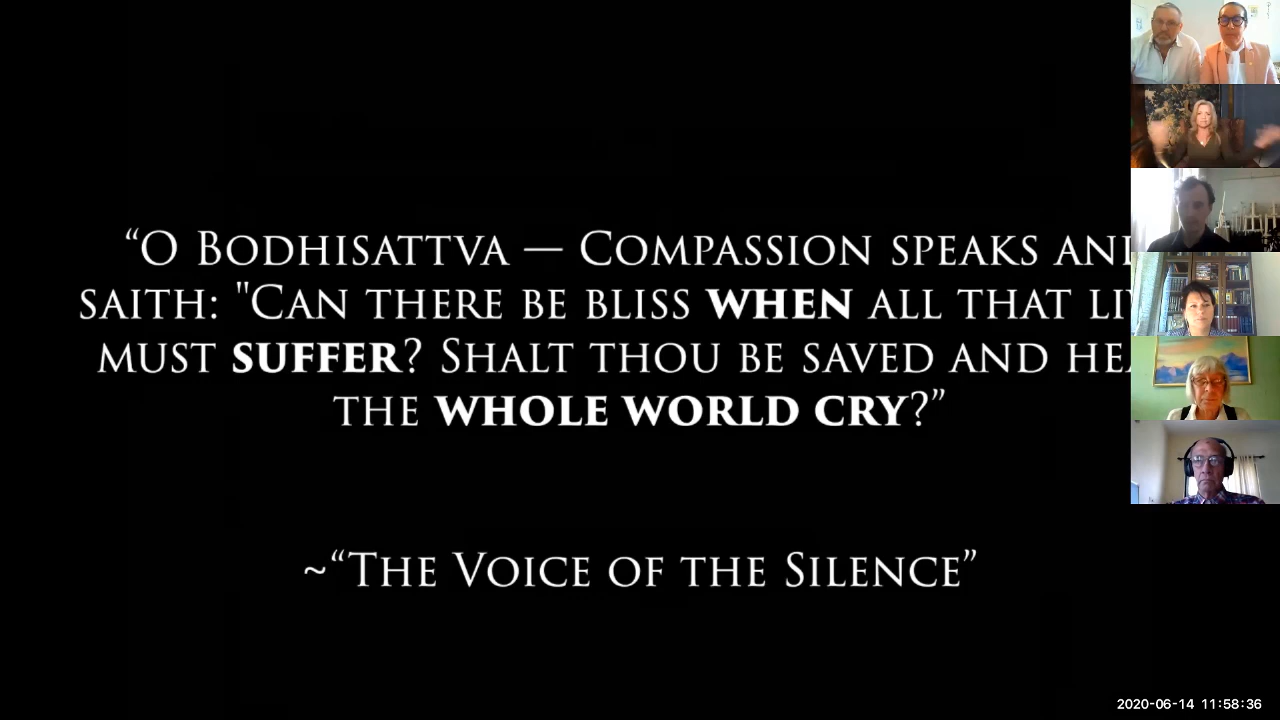 “O Bodhisattva — Compassion speaks
saith: "Can there be bliss when all that
must suffer? Shalt thou be saved and
the whole world cry?”
~“The Voice of the Silence”
2020-06-14 11:58:36